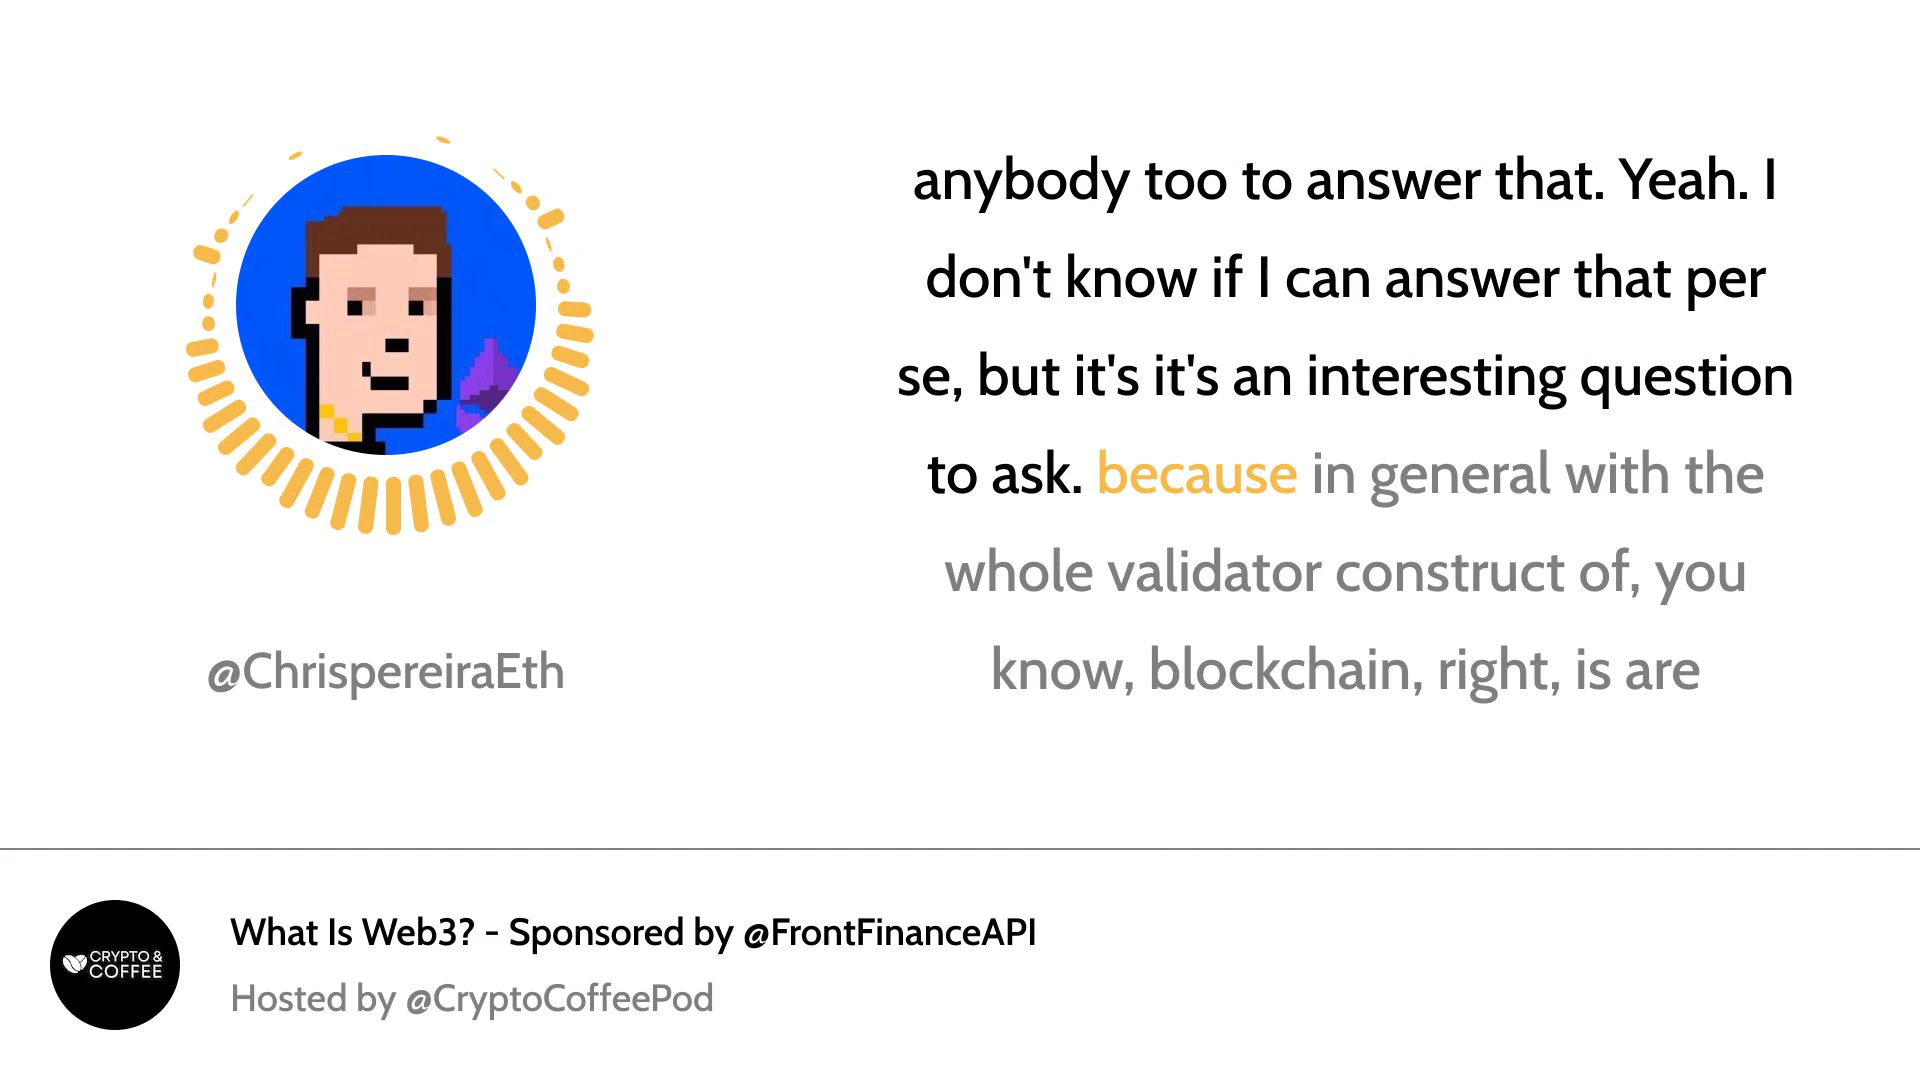 anybody too to answer that. Yeah. I
don't know if I can answer that per
se, but it's it's an interesting question
to ask. because in general with the
whole validator construct of, you
know, blockchain, right, is are
@ChrispereiraEth
CRYPTO &
COFFEE
What Is Web3? - Sponsored by @FrontFinanceAPI
Hosted by @CryptoCoffeePod